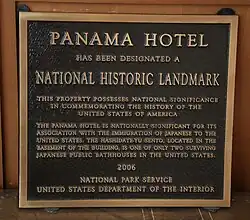 PANAMA HOTEL
HAS BEEN DESIGNATED A
NATIONAL HISTORIC LANDMARK
THIS PROPERTY POSSESSES NATIONAL SIGNIFICANCE
IN COMMEMORATING THE HISTORY OF THE
UNITED STATES OF AMERICA
THE PANAMA HOTEL IS NATIONALLY SIGNIFICANT FOR ITS
ASSOCIATION WITH THE IMMIGRATION OF JAPANESE TO THE
UNITED STATES. THE HASHIDATE-YU SENTO, LOCATED IN THE
BASEMENT OF THE BUILDING, IS ONE OF ONLY TWO SURVIVING
JAPANESE PUBLIC BATHHOUSES IN THE UNITED STATES.
2006
NATIONAL PARK SERVICE
UNITED STATES DEPARTMENT OF THE INTERIOR